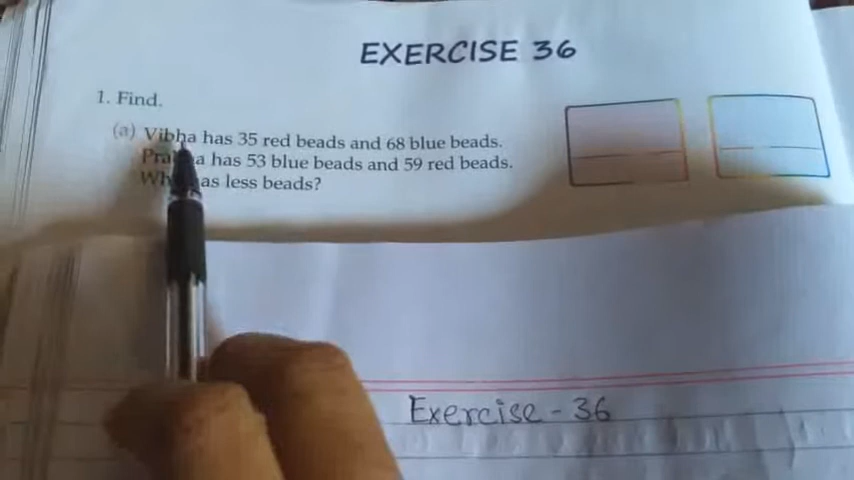 EXERCISE 36
1. Find.
(a) Vibha has 35 red beads and 68 blue beads.
has 53 blue beads and 59 red beads.
has less beads?
Exercise - 36